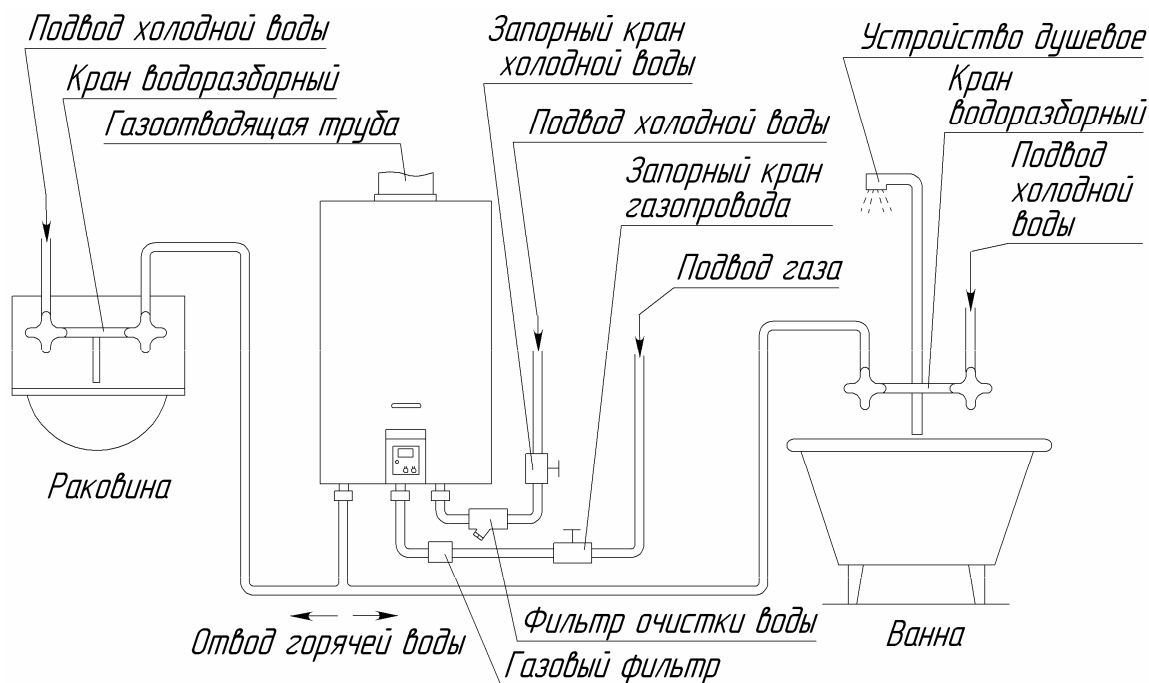 Подвод холодной воды
Кран водоразборный
Газоотводящая труба
Запорный кран
холодной воды
Подвод холодной воды
Запорный кран
газопровода
Подвод газа
Устройство душевое
Кран
водоразборный
Подвод
холодной
воды
Раковина
Отвод горячей воды
Фильтр очистки воды
Газовый фильтр
Ванна